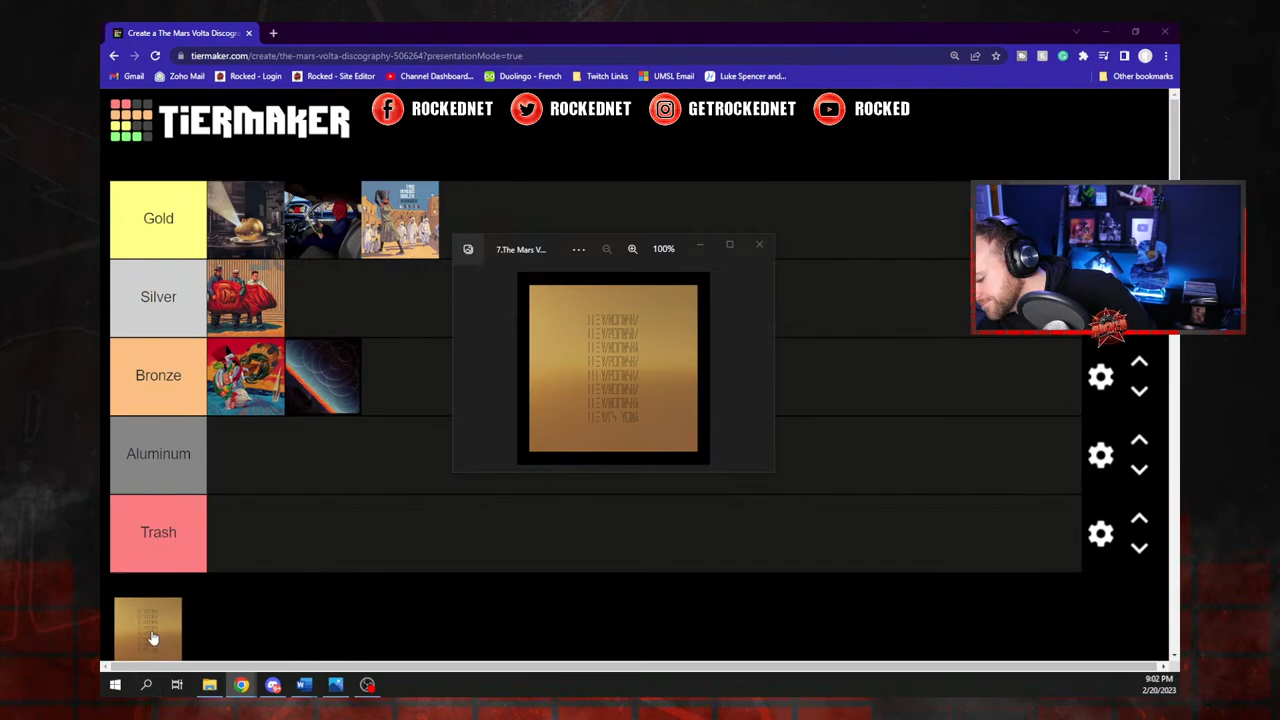 Create a The Mars Volta Discogra
tiermaker.com/create/the-mars-volta-discography-506264?presentationMode=true
Gmail
Zoho Mail
Rocked - Login
Rocked - Site Editor
Channel Dashboard...
Duolingo - French
Twitch Links
UMSL Email
Luke Spencer and...
Other bookmarks
TiERMAKER
ROCKEDNET
ROCKEDNET
GETROCKEDNET
ROCKED
Gold
Silver
Bronze
Aluminum
Trash
7.The Mars V...
100%
9:02 PM
2/20/2023